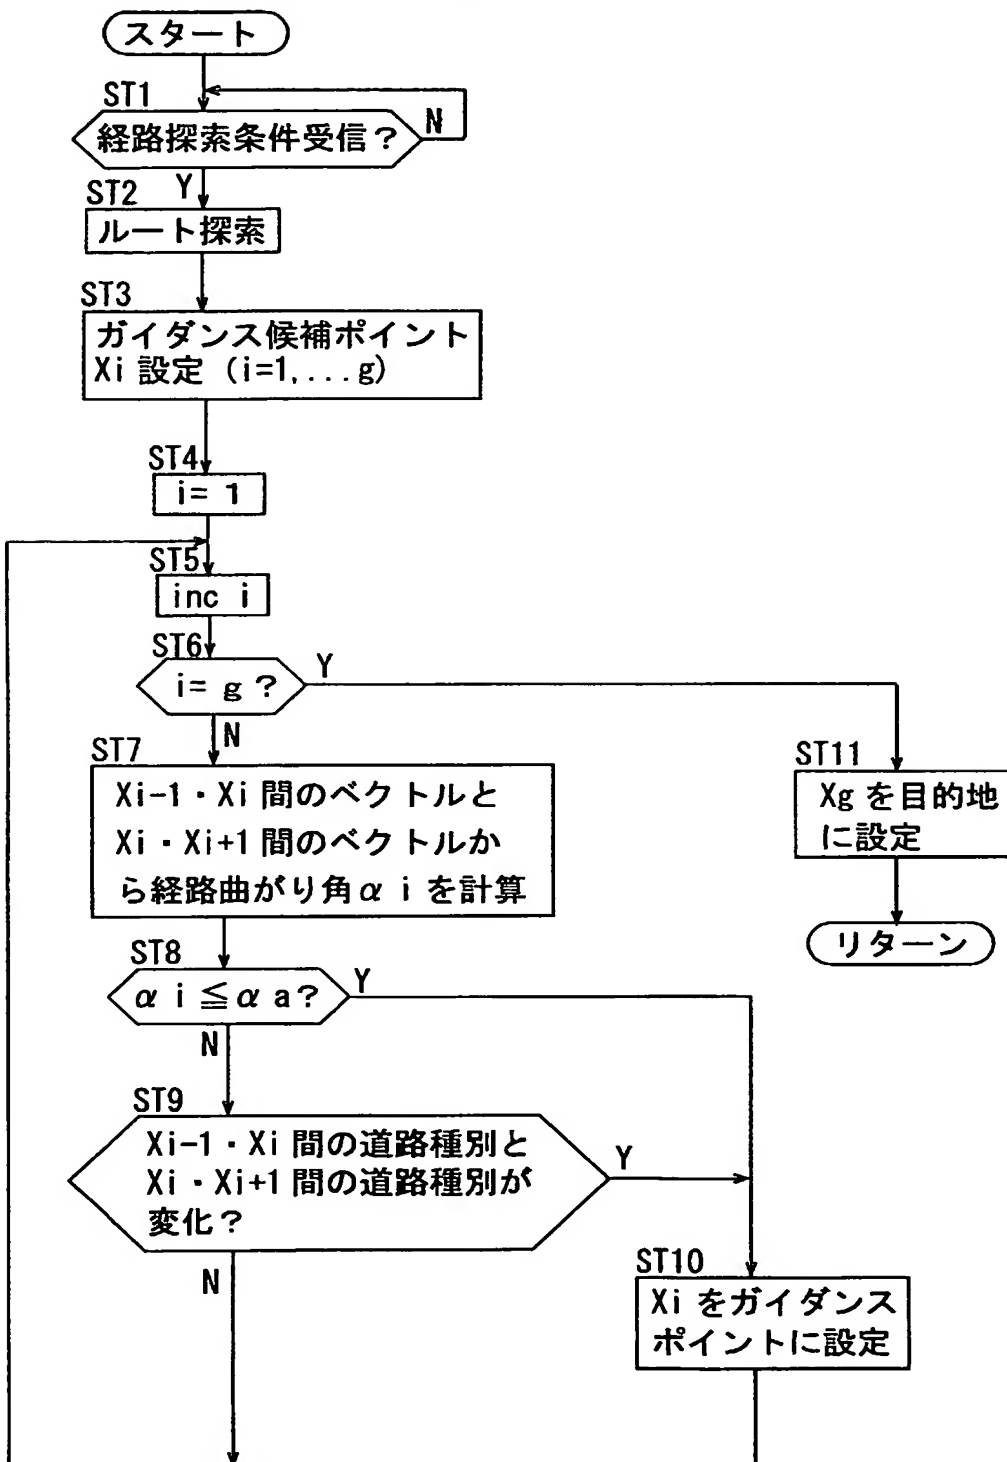 スタート
ST1
経路探索条件受信？
N
Y
ST2
ルート探索
ST3
ガイダンス候補ポイント
Xi 設定 (i=1,...g)
ST4
i= 1
ST5
inc i
ST6
i= g ?
Y
N
ST7
Xi-1・Xi 間のベクトルと
Xi・Xi+1 間のベクトルか
ら経路曲がり角α i を計算
ST11
Xg を目的地
に設定
リターン
ST8
α i ≦ α a?
Y
N
ST9
Xi-1・Xi 間の道路種別と
Xi・Xi+1 間の道路種別が
変化？
Y
N
ST10
Xi をガイダンス
ポイントに設定